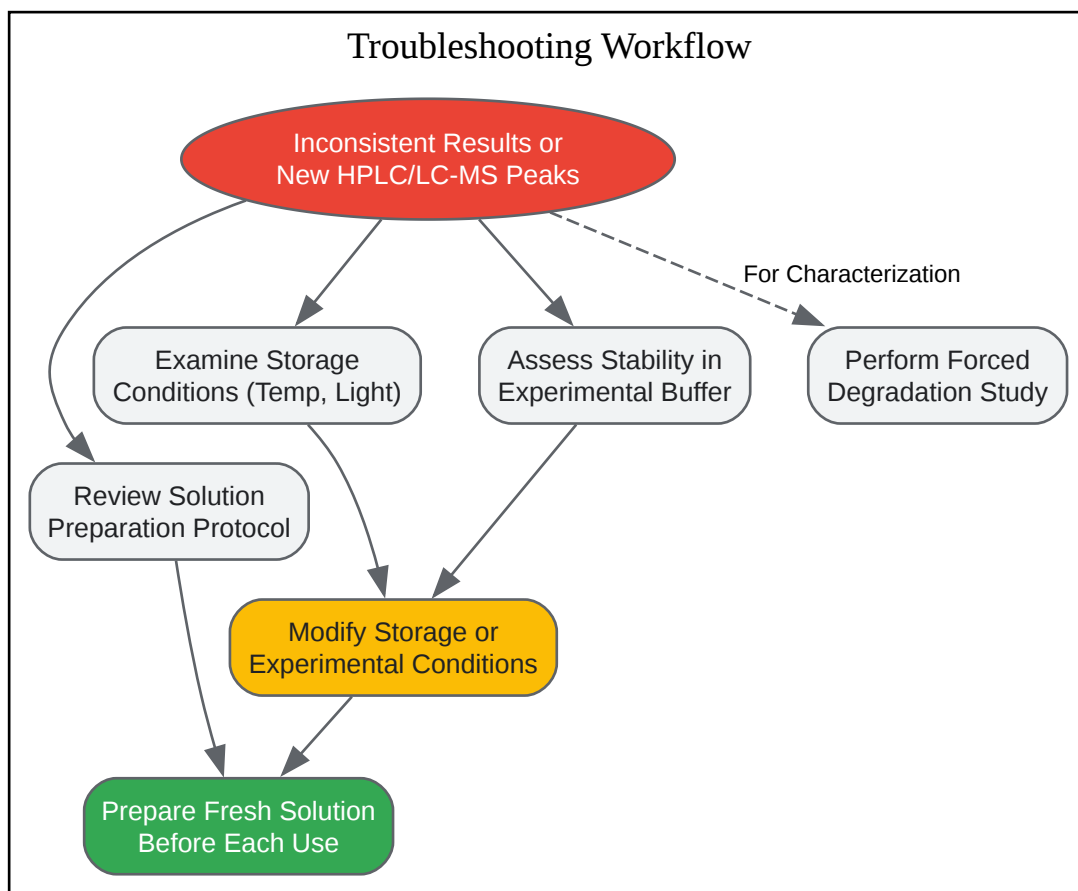 Troubleshooting Workflow
Inconsistent Results or
New HPLC/LC-MS Peaks
For Characterization
Examine Storage
Conditions (Temp, Light)
Assess Stability in
Experimental Buffer
Perform Forced
Degradation Study
Review Solution
Preparation Protocol
Modify Storage or
Experimental Conditions
Prepare Fresh Solution
Before Each Use